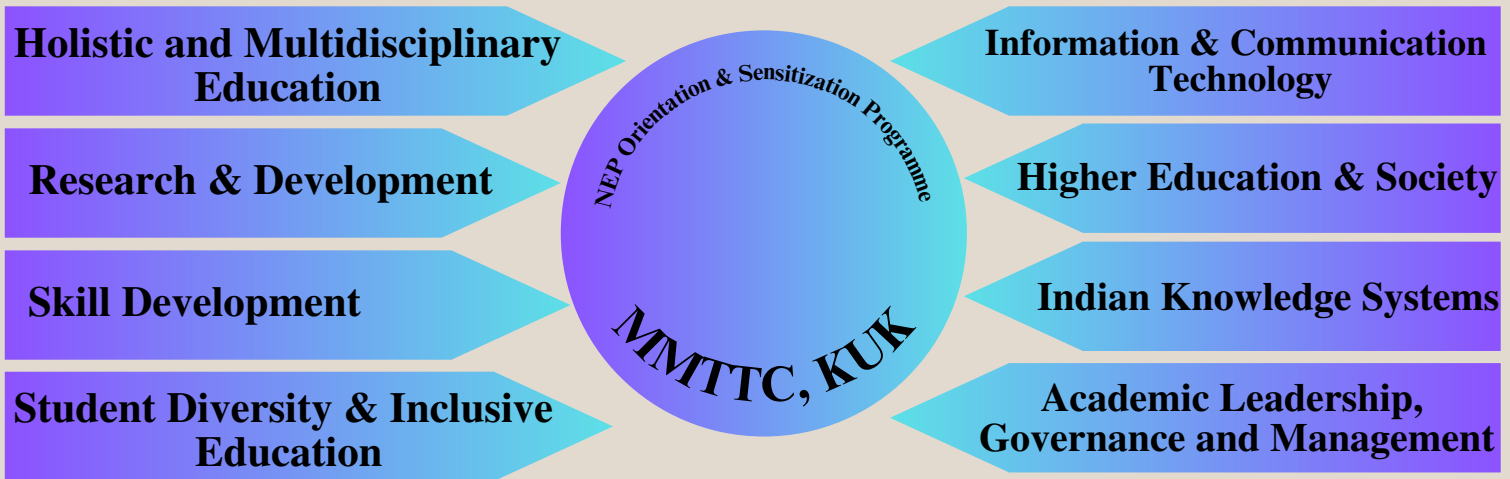 Holistic and Multidisciplinary
Education
Research & Development
Skill Development
Student Diversity & Inclusive
Education
NEP Orientation & Sensitization Programme
MMTTC, KUK
Information & Communication
Technology
Higher Education & Society
Indian Knowledge Systems
Academic Leadership,
Governance and Management